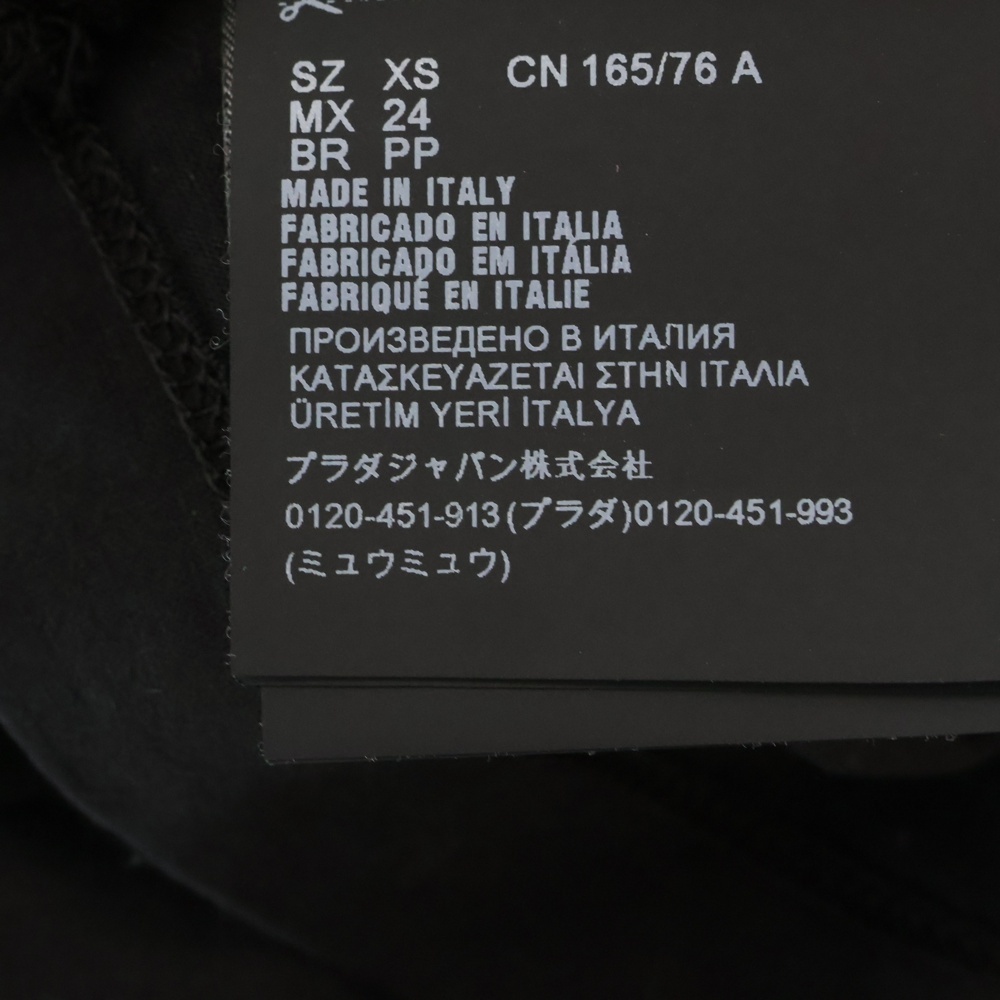 SZ XS CN 165/76 A
MX 24
BR PP
MADE IN ITALY
FABRICADO EN ITALIA
FABRICADO EM ITÁLIA
FABRIQUÉ EN ITALIE
ПРОИЗВЕДЕНО В ИТАЛИЯ
ΚΑΤΑΣΚΕΥΑΖΕΤΑΙ ΣΤΗΝ ΙΤΑΛΙΑ
ÜRETİM YERİ İTALYA
プラダジャパン株式会社
0120-451-913(プラダ)0120-451-993
(ミュウミュウ)